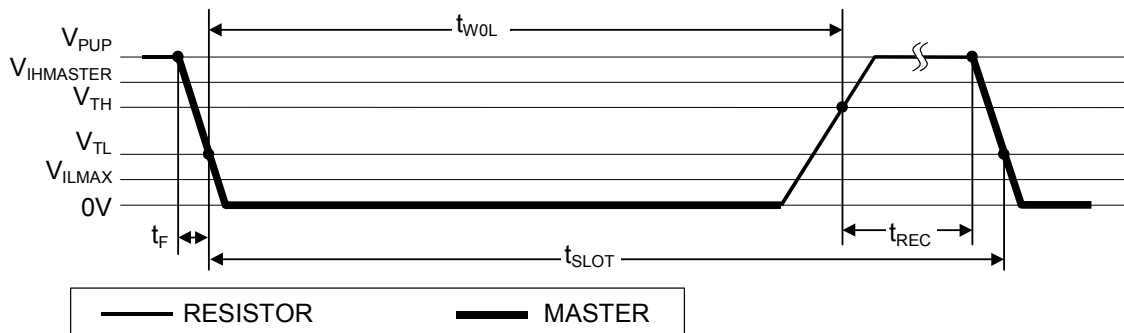 tW0L
VPUP
VIHMASTER
VTH
VTL
VILMAX
0V
tF
tREC
tSLOT
RESISTOR MASTER